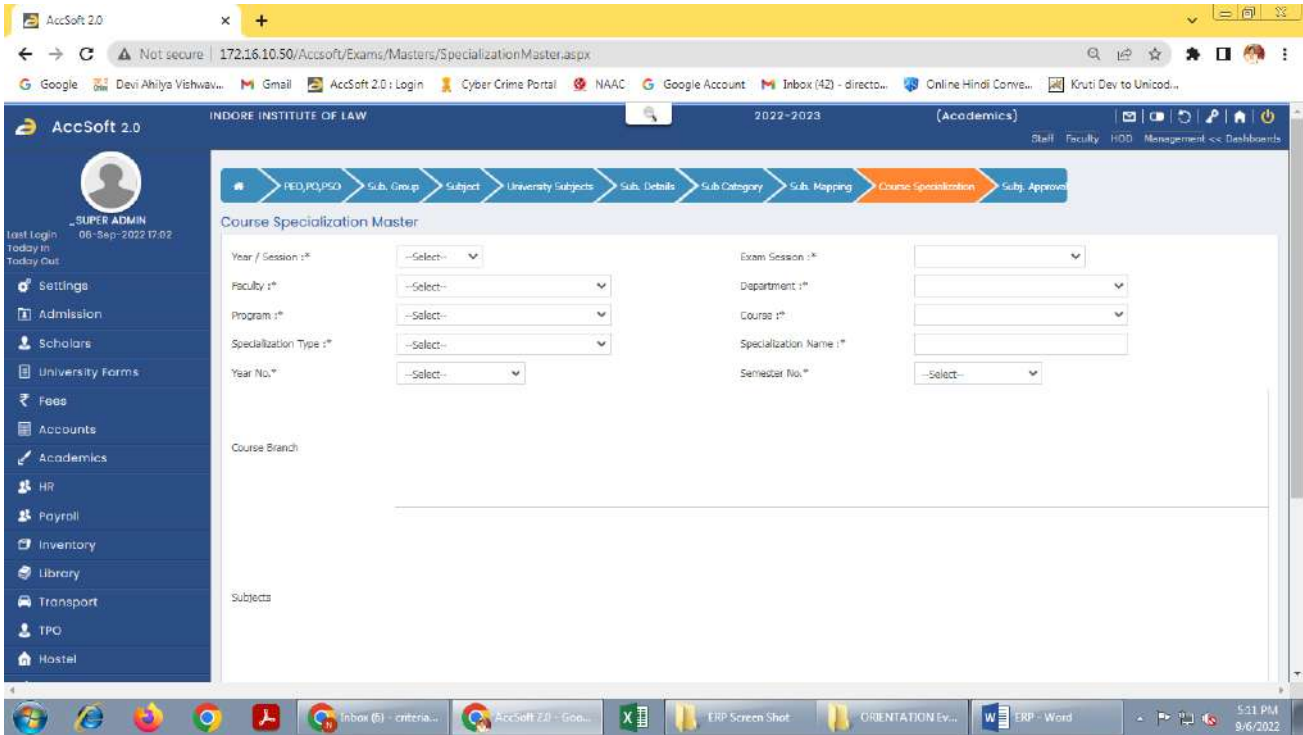 AccSoft 2.0
Not secure 172.16.10.50/Accsoft/Exams/Masters/SpecializationMaster.aspx
Google Devi Ahilya Vishwav... Gmail AccSoft 2.0 : Login Cyber Crime Portal NAAC Google Account Inbox (42) - directo... Online Hindi Conve... Kruti Dev to Unicod...
AccSoft 2.0 INDORE INSTITUTE OF LAW 2022-2023 (Academics)
Staff Faculty HOD Management << Dashboards
PEO,PO,PSO Sub. Group Subject University Subjects Sub. Details Sub Category Sub. Mapping Course Specialization Subj. Approval
_SUPER ADMIN
Last Login 06-Sep-2022 17:02
Today In
Today Out
Course Specialization Master
Year / Session :* --Select-- Exam Session :*
Faculty :* --Select-- Department :*
Program :* --Select-- Course :*
Specialization Type :* --Select-- Specialization Name :*
Year No.* --Select-- Semester No.* --Select--
Course Branch
Subjects
Settings
Admission
Scholars
University Forms
Fees
Accounts
Academics
HR
Payroll
Inventory
Library
Transport
TPO
Hostel
Inbox (6) - criteria... AccSoft 2.0 - Goo... ERP Screen Shot ORIENTATION Ev... ERP - Word 5:11 PM
9/6/2022